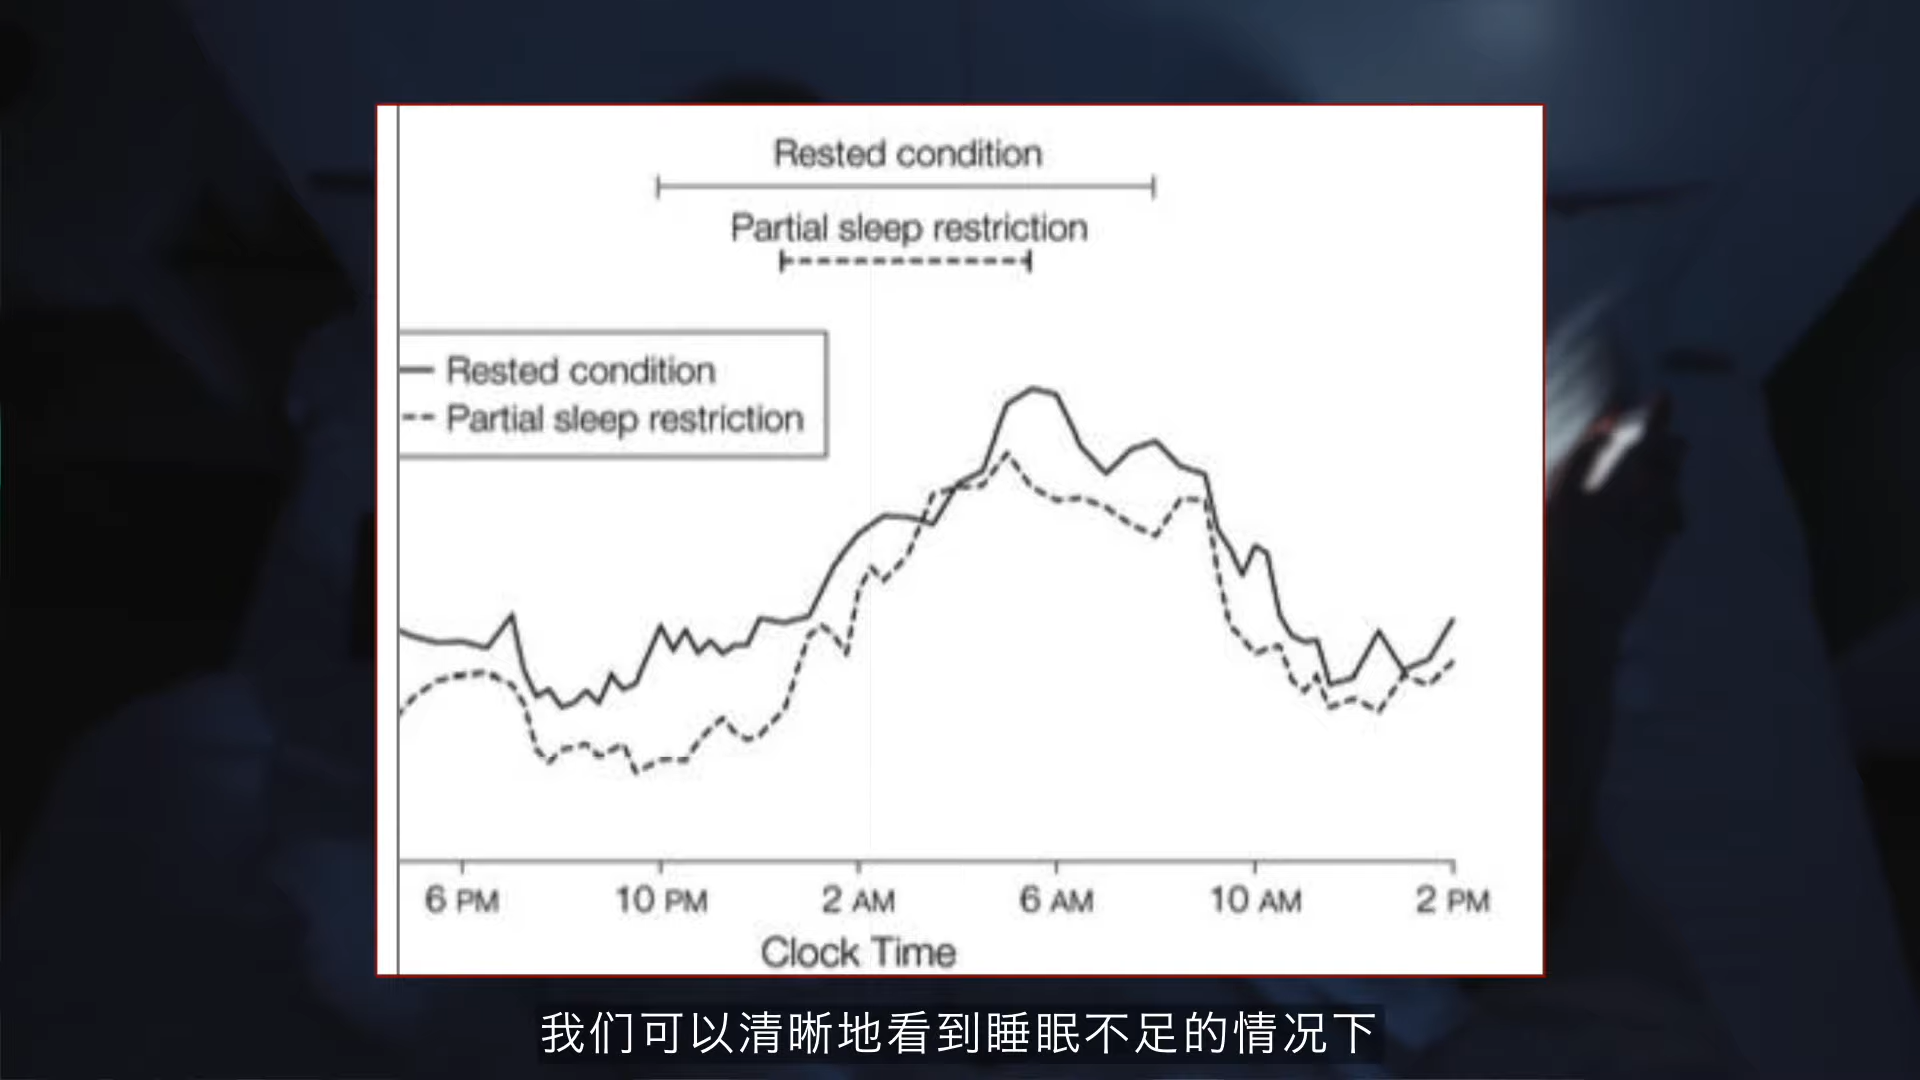 Rested condition
Partial sleep restriction
Rested condition
Partial sleep restriction
6 PM 10 PM 2 AM 6 AM 10 AM 2 PM
Clock Time
我们可以清晰地看到睡眠不足的情况下